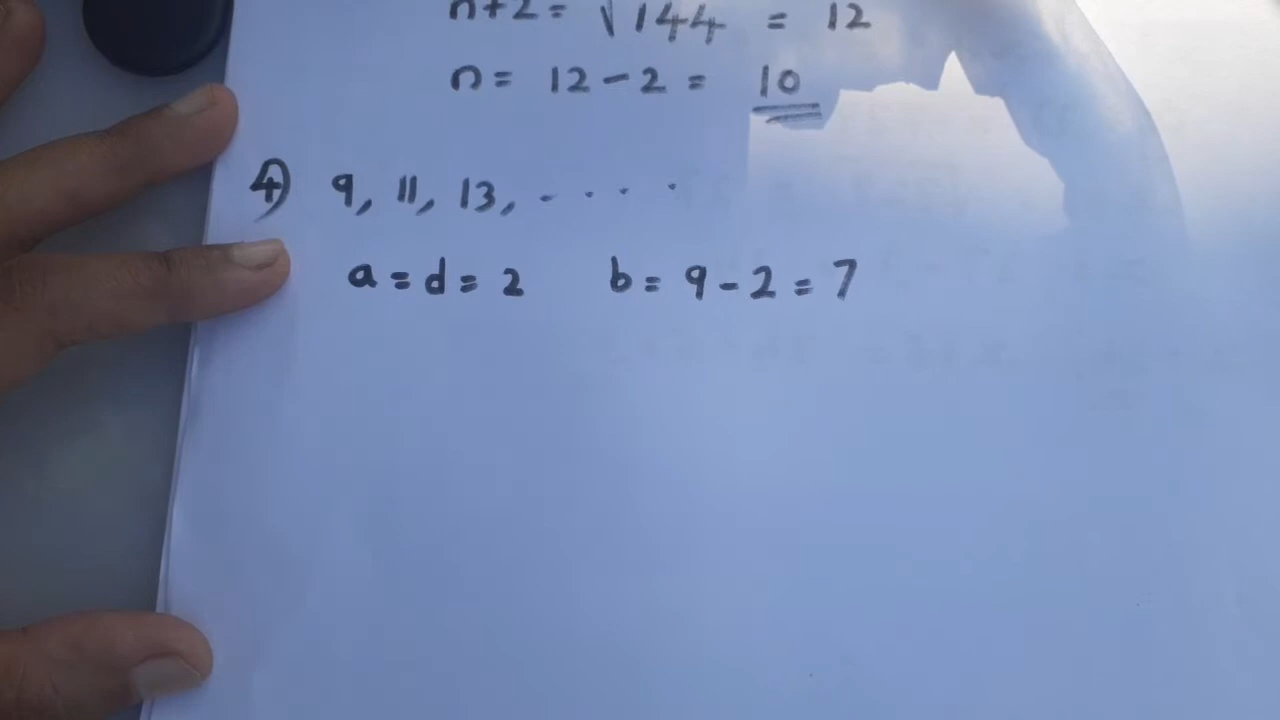 n+2 = √144 = 12
n = 12 - 2 = 10
4) 9, 11, 13, - . . .
a = d = 2 b = 9 - 2 = 7